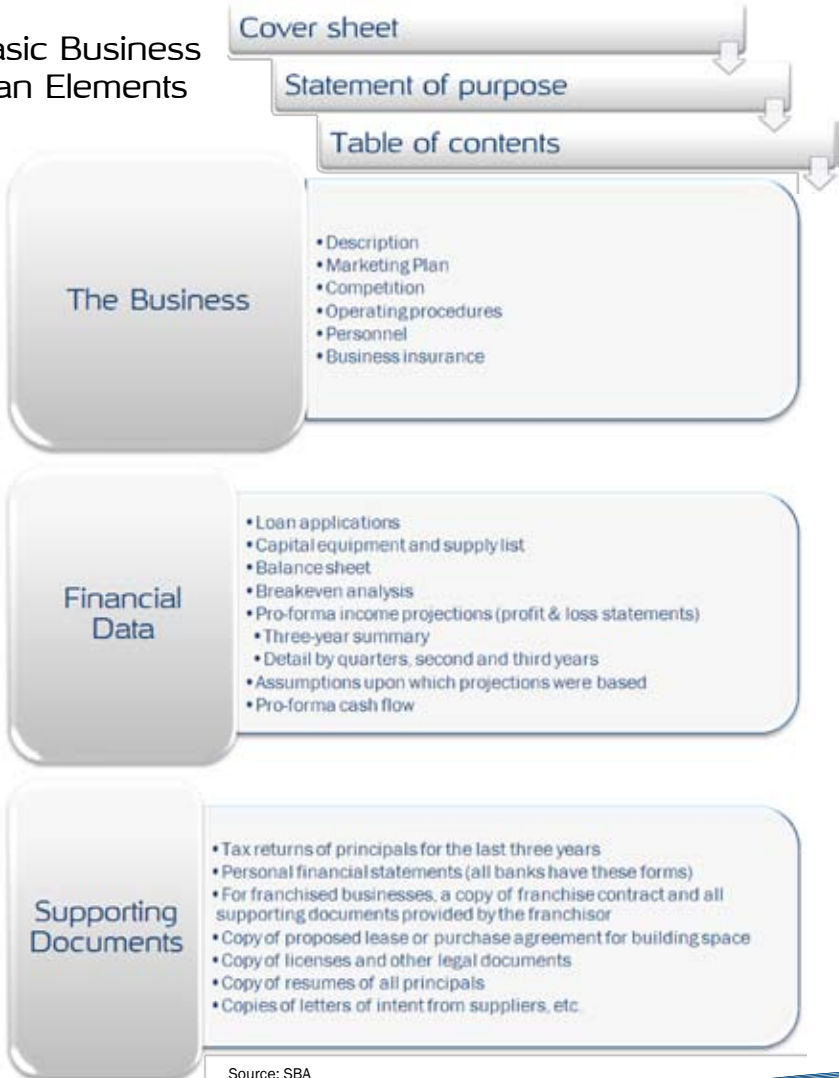 asic Business
an Elements
Cover sheet
Statement of purpose
Table of contents
The Business
• Description
• Marketing Plan
• Competition
• Operating procedures
• Personnel
• Business insurance
Financial
Data
• Loan applications
• Capital equipment and supply list
• Balance sheet
• Breakeven analysis
• Pro-forma income projections (profit & loss statements)
• Three-year summary
• Detail by quarters, second and third years
• Assumptions upon which projections were based
• Pro-forma cash flow
Supporting
Documents
• Tax returns of principals for the last three years
• Personal financial statements (all banks have these forms)
• For franchised businesses, a copy of franchise contract and all
supporting documents provided by the franchisor
• Copy of proposed lease or purchase agreement for building space
• Copy of licenses and other legal documents
• Copy of resumes of all principals
• Copies of letters of intent from suppliers, etc.
Source: SBA